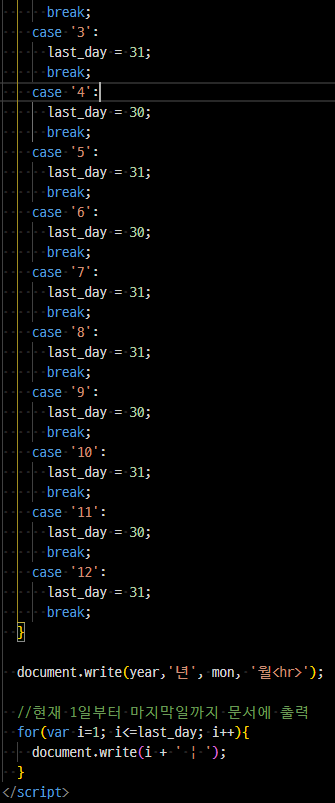 break;
case '3':
last_day = 31;
break;
case '4':
last_day = 30;
break;
case '5':
last_day = 31;
break;
case '6':
last_day = 30;
break;
case '7':
last_day = 31;
break;
case '8':
last_day = 31;
break;
case '9':
last_day = 30;
break;
case '10':
last_day = 31;
break;
case '11':
last_day = 30;
break;
case '12':
last_day = 31;
break;
}
document.write(year,'년', mon, '월<hr>');
//현재 1일부터 마지막일까지 문서에 출력
for(var i=1; i<=last_day; i++){
document.write(i + ' ¦ ');
}
</script>